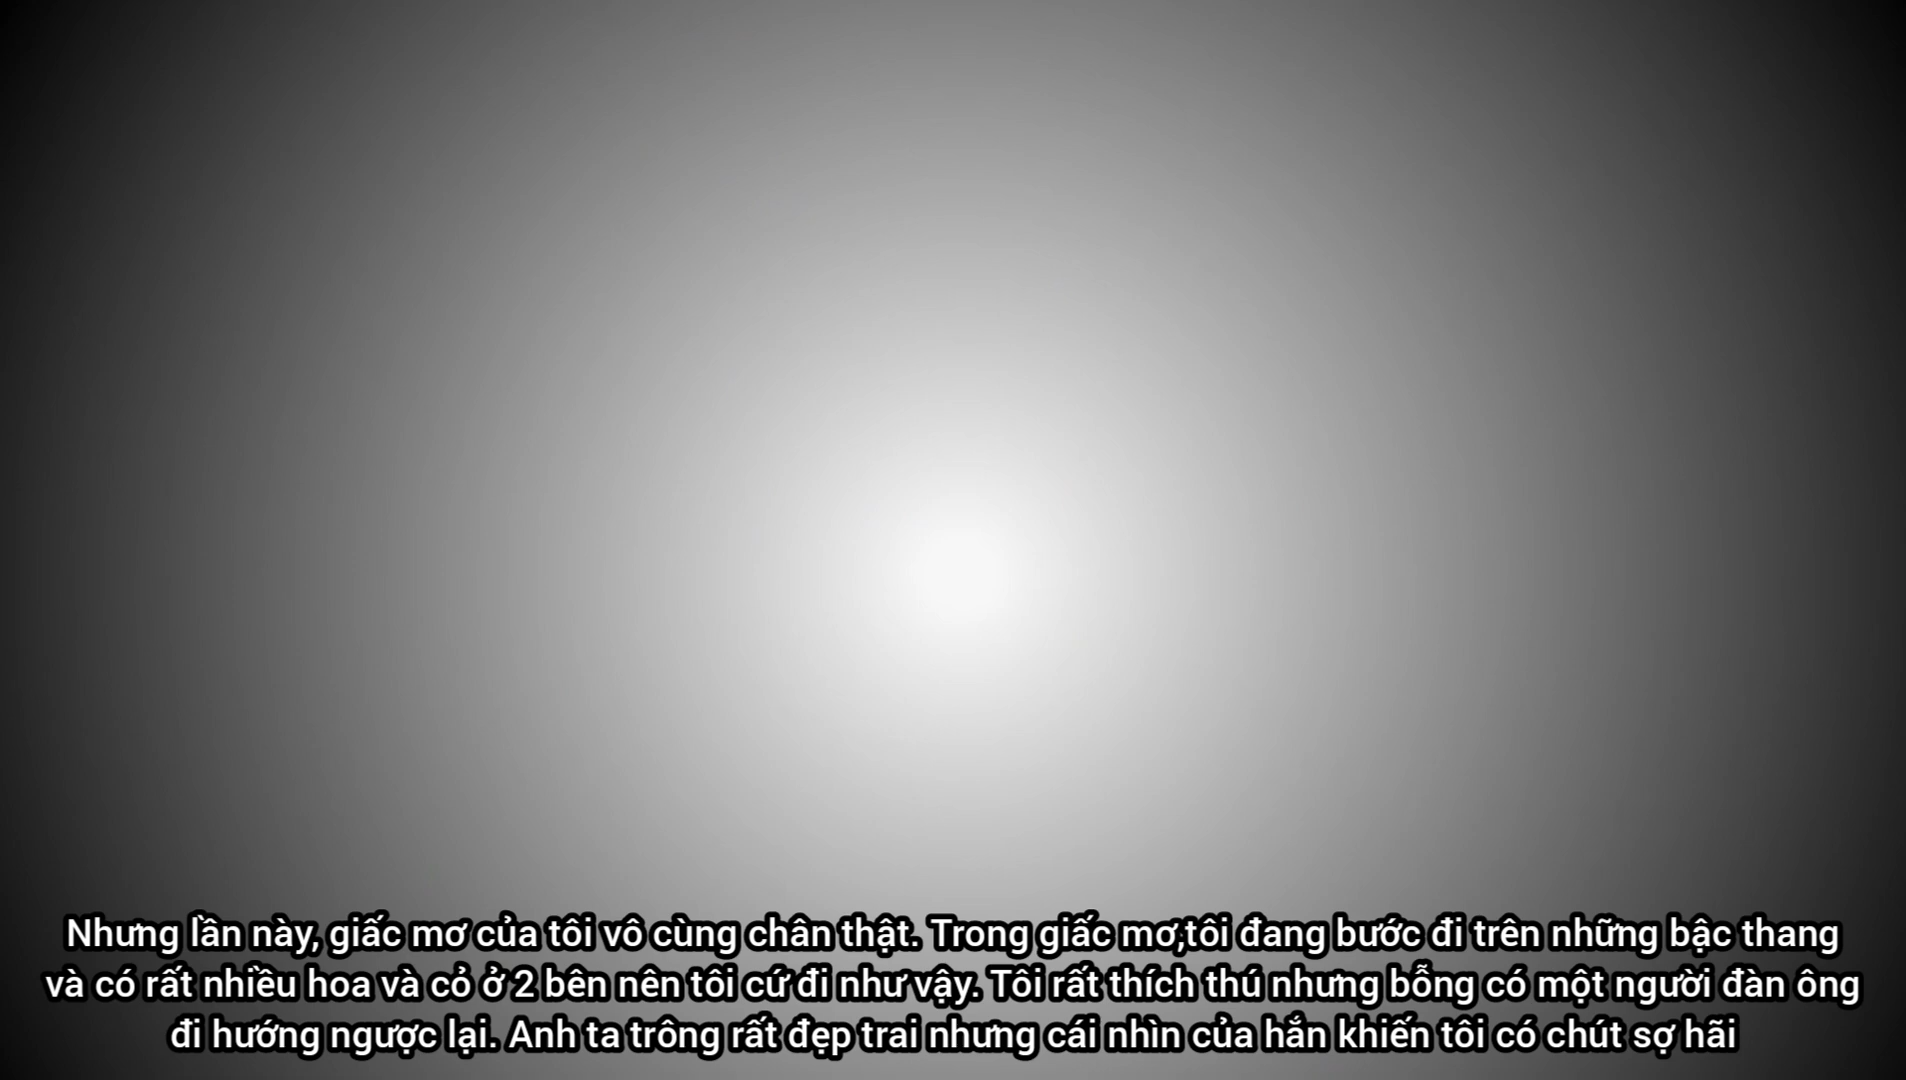 Nhưng lần này, giấc mơ của tôi vô cùng chân thật. Trong giấc mơ,tôi đang bước đi trên những bậc thang
và có rất nhiều hoa và cỏ ở 2 bên nên tôi cứ đi như vậy. Tôi rất thích thú nhưng bỗng có một người đàn ông
đi hướng ngược lại. Anh ta trông rất đẹp trai nhưng cái nhìn của hắn khiến tôi có chút sợ hãi